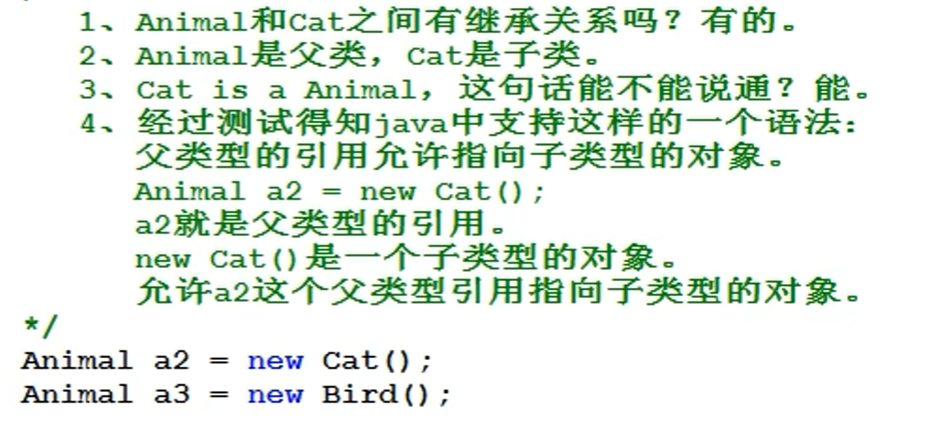 1、Animal和Cat之间有继承关系吗？有的。
2、Animal是父类，Cat是子类。
3、Cat is a Animal，这句话能不能说通？能。
4、经过测试得知java中支持这样的一个语法：
父类型的引用允许指向子类型的对象。
Animal a2 = new Cat();
a2就是父类型的引用。
new Cat()是一个子类型的对象。
允许a2这个父类型引用指向子类型的对象。
*/
Animal a2 = new Cat();
Animal a3 = new Bird();